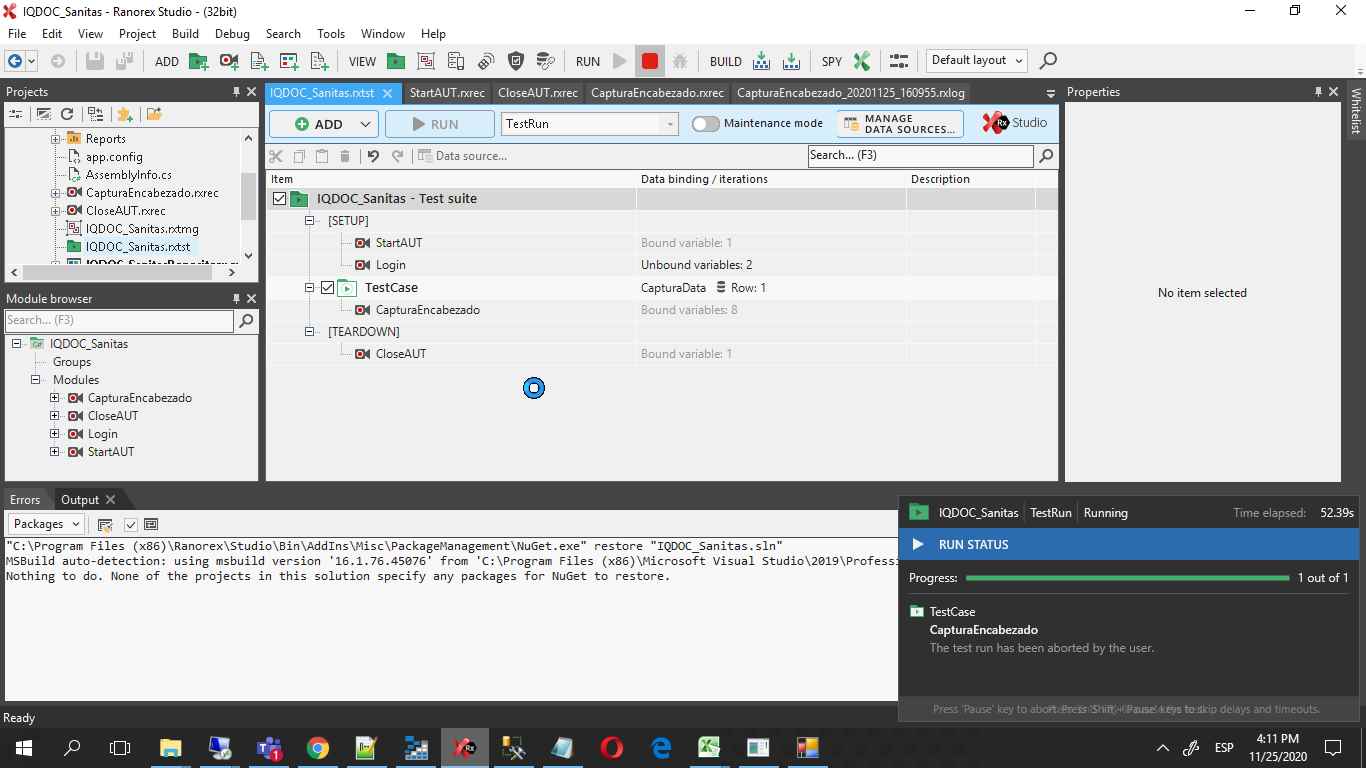 IQDOC_Sanitas - Ranorex Studio - (32bit)
File Edit View Project Build Debug Search Tools Window Help
ADD VIEW RUN BUILD SPY Default layout
Projects
Reports
app.config
AssemblyInfo.cs
CapturaEncabezado.rxrec
CloseAUT.rxrec
IQDOC_Sanitas.rxtmg
IQDOC_Sanitas.rxtst
Module browser
Search... (F3)
IQDOC_Sanitas
Groups
Modules
CapturaEncabezado
CloseAUT
Login
StartAUT
IQDOC_Sanitas.rxtst StartAUT.rxrec CloseAUT.rxrec CapturaEncabezado.rxrec CapturaEncabezado_20201125_160955.rxlog
ADD RUN TestRun Maintenance mode MANAGE
DATA SOURCES... Rx Studio
Data source... Search... (F3)
Item Data binding / iterations Description
IQDOC_Sanitas - Test suite
[SETUP]
StartAUT Bound variable: 1
Login Unbound variables: 2
TestCase CapturaData Row: 1
CapturaEncabezado Bound variables: 8
[TEARDOWN]
CloseAUT Bound variable: 1
Properties
No item selected
Whitelist
Errors Output
Packages
"C:\Program Files (x86)\Ranorex\Studio\Bin\AddIns\Misc\PackageManagement\NuGet.exe" restore "IQDOC_Sanitas.sln"
MSBuild auto-detection: using msbuild version '16.1.76.45076' from 'C:\Program Files (x86)\Microsoft Visual Studio\2019\Professi
Nothing to do. None of the projects in this solution specify any packages for NuGet to restore.
IQDOC_Sanitas TestRun Running Time elapsed: 52.39s
RUN STATUS
Progress: 1 out of 1
TestCase
CapturaEncabezado
The test run has been aborted by the user.
Press 'Pause' key to abort.
keys to skip delays and timeouts.
Ready
1
ESP
4:11 PM
11/25/2020